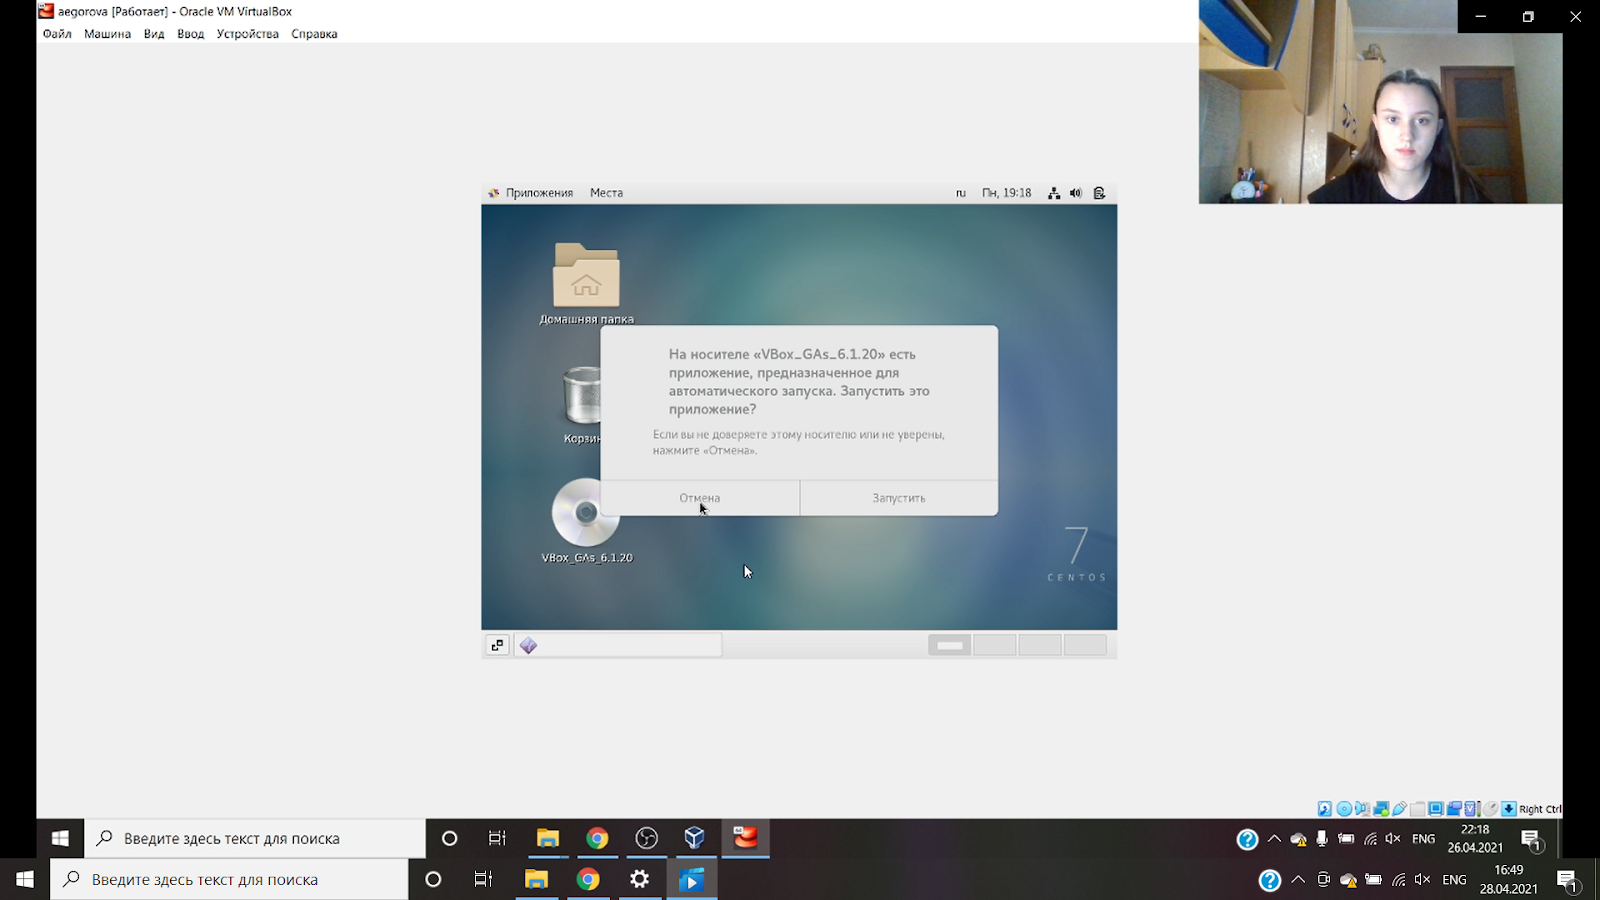 aegorova [Работает] - Oracle VM VirtualBox
Файл Машина Вид Ввод Устройства Справка
Приложения Места ru Пн, 19:18
Домашняя папка
На носителе «VBox_GAs_6.1.20» есть
приложение, предназначенное для
автоматического запуска. Запустить это
приложение?
Если вы не доверяете этому носителю или не уверены,
нажмите «Отмена».
Корзин
Отмена Запустить
VBox_GAs_6.1.20
7
CENTOS
Right Ctrl
Введите здесь текст для поиска ENG 22:18
26.04.2021 1
Введите здесь текст для поиска ENG 16:49
28.04.2021 1